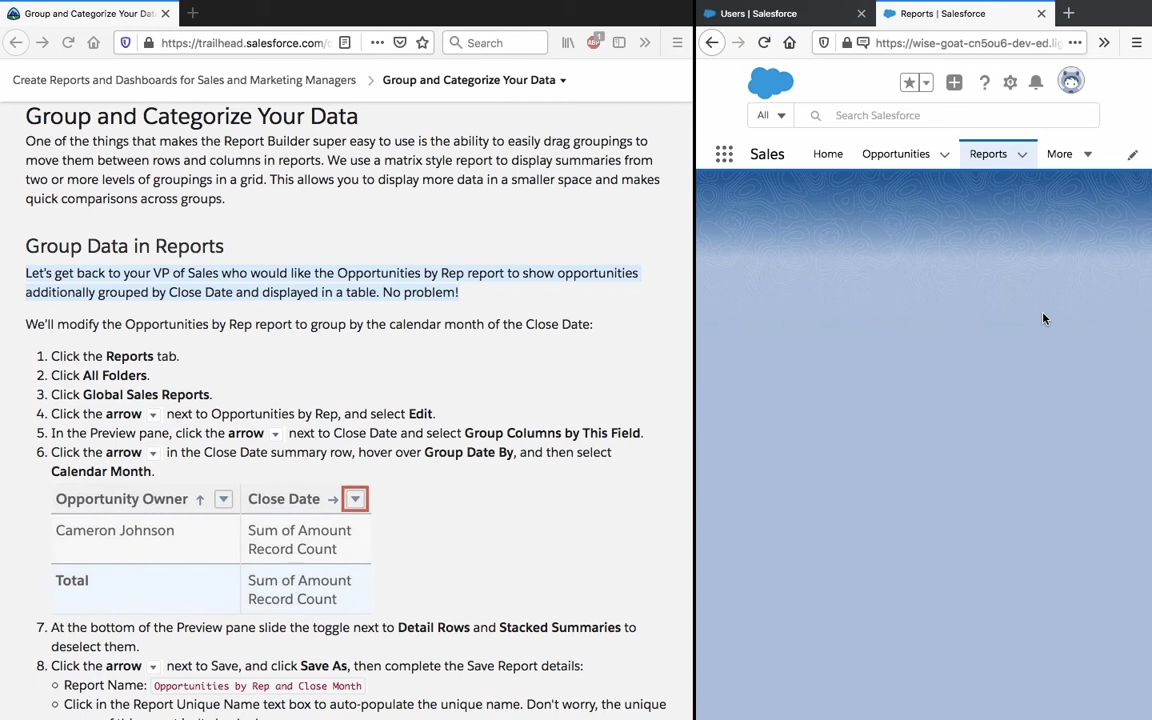 Group and Categorize Your Data
Users | Salesforce
Reports | Salesforce
https://trailhead.salesforce.com/c
Search
https://wise-goat-cn5ou6-dev-ed.lig
Create Reports and Dashboards for Sales and Marketing Managers > Group and Categorize Your Data
All
Search Salesforce
Sales
Home
Opportunities
Reports
More
Group and Categorize Your Data
One of the things that makes the Report Builder super easy to use is the ability to easily drag groupings to
move them between rows and columns in reports. We use a matrix style report to display summaries from
two or more levels of groupings in a grid. This allows you to display more data in a smaller space and makes
quick comparisons across groups.
Group Data in Reports
Let's get back to your VP of Sales who would like the Opportunities by Rep report to show opportunities
additionally grouped by Close Date and displayed in a table. No problem!
We'll modify the Opportunities by Rep report to group by the calendar month of the Close Date:
1. Click the Reports tab.
2. Click All Folders.
3. Click Global Sales Reports.
4. Click the arrow next to Opportunities by Rep, and select Edit.
5. In the Preview pane, click the arrow next to Close Date and select Group Columns by This Field.
6. Click the arrow in the Close Date summary row, hover over Group Date By, and then select
Calendar Month.
Opportunity Owner ↑ Close Date →
Cameron Johnson Sum of Amount
Record Count
Total Sum of Amount
Record Count
7. At the bottom of the Preview pane slide the toggle next to Detail Rows and Stacked Summaries to
deselect them.
8. Click the arrow next to Save, and click Save As, then complete the Save Report details:
Report Name: Opportunities by Rep and Close Month
Click in the Report Unique Name text box to auto-populate the unique name. Don't worry, the unique